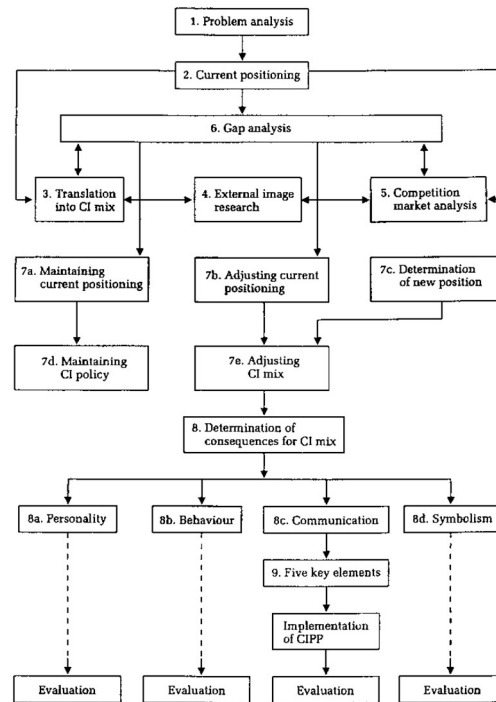 1. Problem analysis
2. Current positioning
6. Gap analysis
3. Translation
into CI mix
4. External image
research
5. Competition
market analysis
7a. Maintaining
current positioning
7b. Adjusting current
positioning
7c. Determination
of new position
7d. Maintaining
CI policy
7e. Adjusting
CI mix
8. Determination of
consequences for CI mix
8a. Personality
8b. Behaviour
8c. Communication
8d. Symbolism
9. Five key elements
Implementation
of CIPP
Evaluation
Evaluation
Evaluation
Evaluation